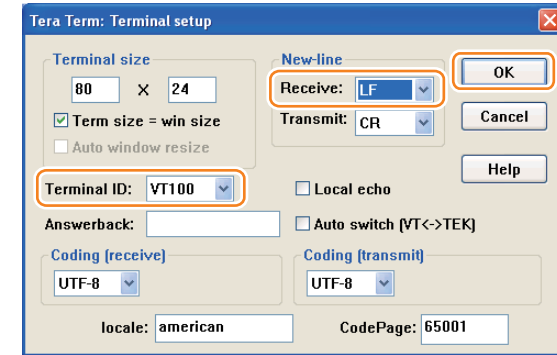 Tera Term: Terminal setup
Terminal size
80 X 24
Term size = win size
Auto window resize
New-line
Receive: LF
Transmit: CR
OK
Cancel
Help
Terminal ID: VT100
Local echo
Answerback:
Auto switch (VT<->TEK)
Coding (receive)
UTF-8
Coding (transmit)
UTF-8
locale: american
CodePage: 65001